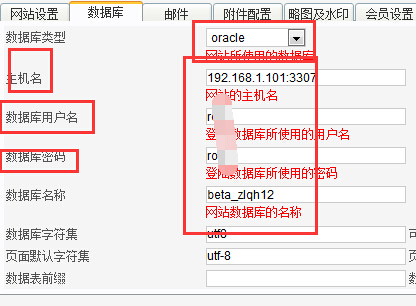 网站设置 数据库 邮件 附件配置 略图及水印 会员设置
数据库类型 oracle
网站所使用的数据库
主机名 192.168.1.101:3307
网站的主机名
数据库用户名
登陆数据库所使用的用户名
数据库密码
登陆数据库所使用的密码
数据库名称 beta_zlqh12
网站数据库的名称
数据库字符集 utf8 可
页面默认字符集 utf-8 页
数据表前缀 数